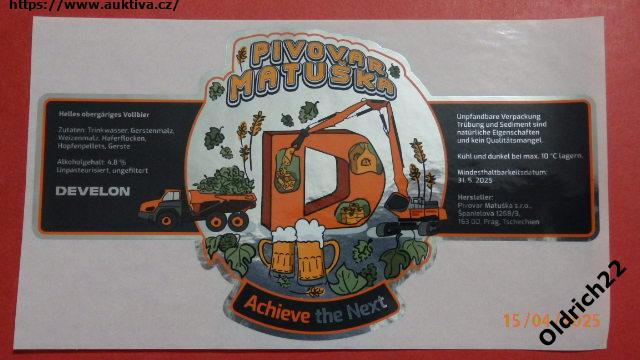 https://www.auktiva.cz/
PIVOVAR
MATUŠKA
Helles obergäriges Vollbier
Zutaten: Trinkwasser, Gerstenmalz,
Weizenmalz, Haferflocken,
Hopfenpellets, Gerste
Alkoholgehalt: 4,8 %
Unpasteurisiert, ungefiltert
DEVELON
D
Unpfandbare Verpackung
Trübung und Sediment sind
natürliche Eigenschaften
und kein Qualitätsmangel.
Kühl und dunkel bei max. 10 °C lagern.
Mindesthaltbarkeitsdatum:
31. 5. 2025
Hersteller:
Pivovar Matuška s.r.o.,
Španielova 1268/3,
163 00, Prag, Tschechien
Achieve the Next
15/04/2025
Oldrich22